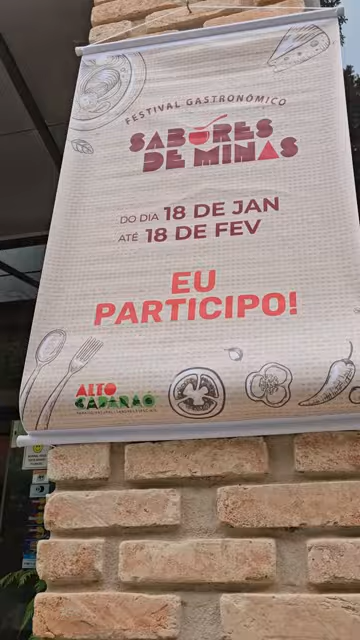 FESTIVAL GASTRONÔMICO
SABORES
DE MINAS
DO DIA 18 DE JAN
ATÉ 18 DE FEV
EU
PARTICIPO!
ALTO
CAPARAÓ